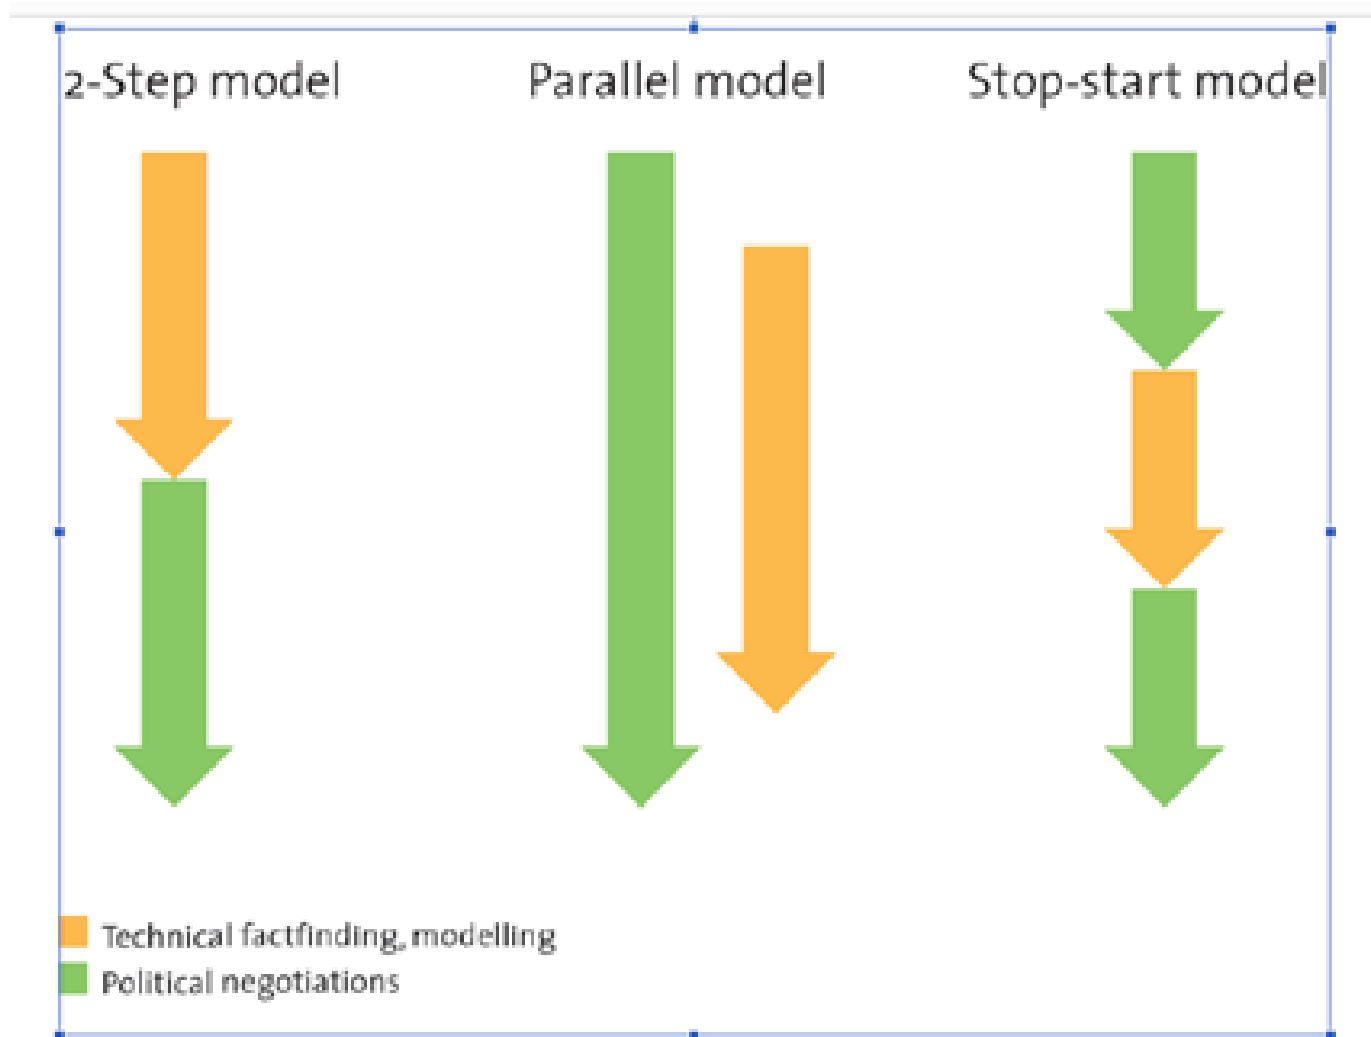 2-Step model
Parallel model
Stop-start model
Technical factfinding, modelling
Political negotiations